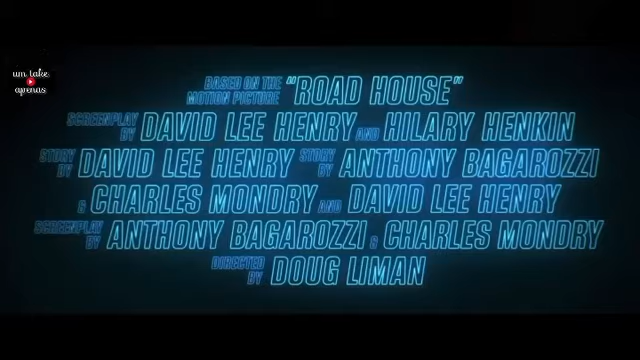 um take
apenas
BASED ON THE MOTION PICTURE "ROAD HOUSE"
SCREENPLAY BY DAVID LEE HENRY AND HILARY HENKIN
STORY BY DAVID LEE HENRY STORY BY ANTHONY BAGAROZZI
& CHARLES MONDRY AND DAVID LEE HENRY
SCREENPLAY BY ANTHONY BAGAROZZI & CHARLES MONDRY
DIRECTED BY DOUG LIMAN